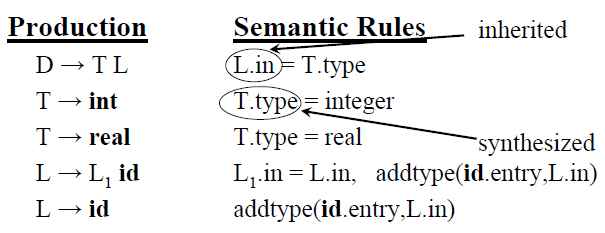 Production Semantic Rules inherited
D → T L L.in = T.type
T → int T.type = integer
T → real T.type = real synthesized
L → L₁ id L₁.in = L.in, addtype(id.entry,L.in)
L → id addtype(id.entry,L.in)